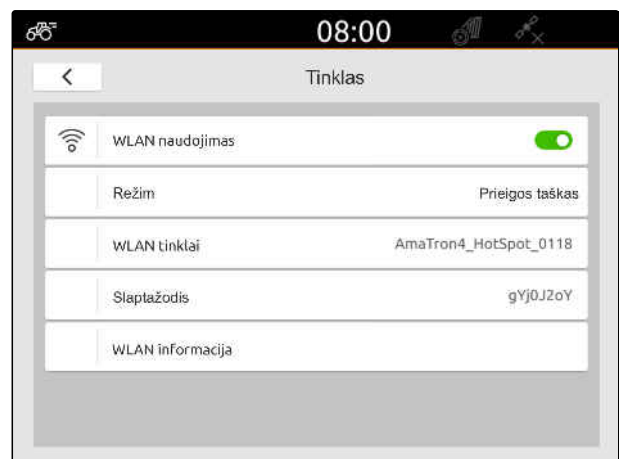 08:00
Tinklas
WLAN naudojimas
Režim Prieigos taškas
WLAN tinklai AmaTron4_HotSpot_0118
Slaptažodis gYj0J2oY
WLAN informacija